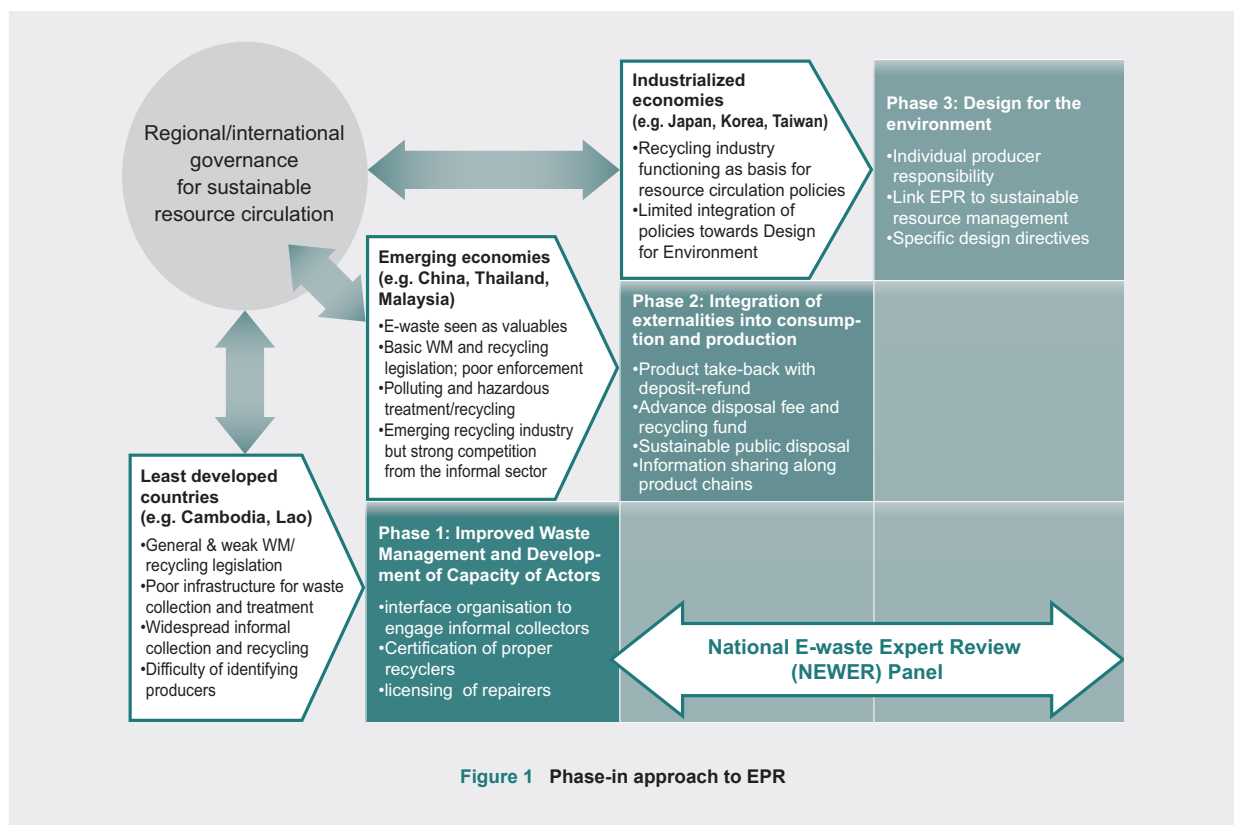 Regional/international
governance
for sustainable
resource circulation
Industrialized
economies
(e.g. Japan, Korea, Taiwan)
•Recycling industry
functioning as basis for
resource circulation policies
•Limited integration of
policies towards Design
for Environment
Phase 3: Design for the
environment
•Individual producer
responsibility
•Link EPR to sustainable
resource management
•Specific design directives
Emerging economies
(e.g. China, Thailand,
Malaysia)
•E-waste seen as valuables
•Basic WM and recycling
legislation; poor enforcement
•Polluting and hazardous
treatment/recycling
•Emerging recycling industry
but strong competition
from the informal sector
Phase 2: Integration of
externalities into consump-
tion and production
•Product take-back with
deposit-refund
•Advance disposal fee and
recycling fund
•Sustainable public disposal
•Information sharing along
product chains
Least developed
countries
(e.g. Cambodia, Lao)
•General & weak WM/
recycling legislation
•Poor infrastructure for waste
collection and treatment
•Widespread informal
collection and recycling
•Difficulty of identifying
producers
Phase 1: Improved Waste
Management and Develop-
ment of Capacity of Actors
•interface organisation to
engage informal collectors
•Certification of proper
recyclers
•licensing of repairers
National E-waste Expert Review
(NEWER) Panel
Figure 1 Phase-in approach to EPR